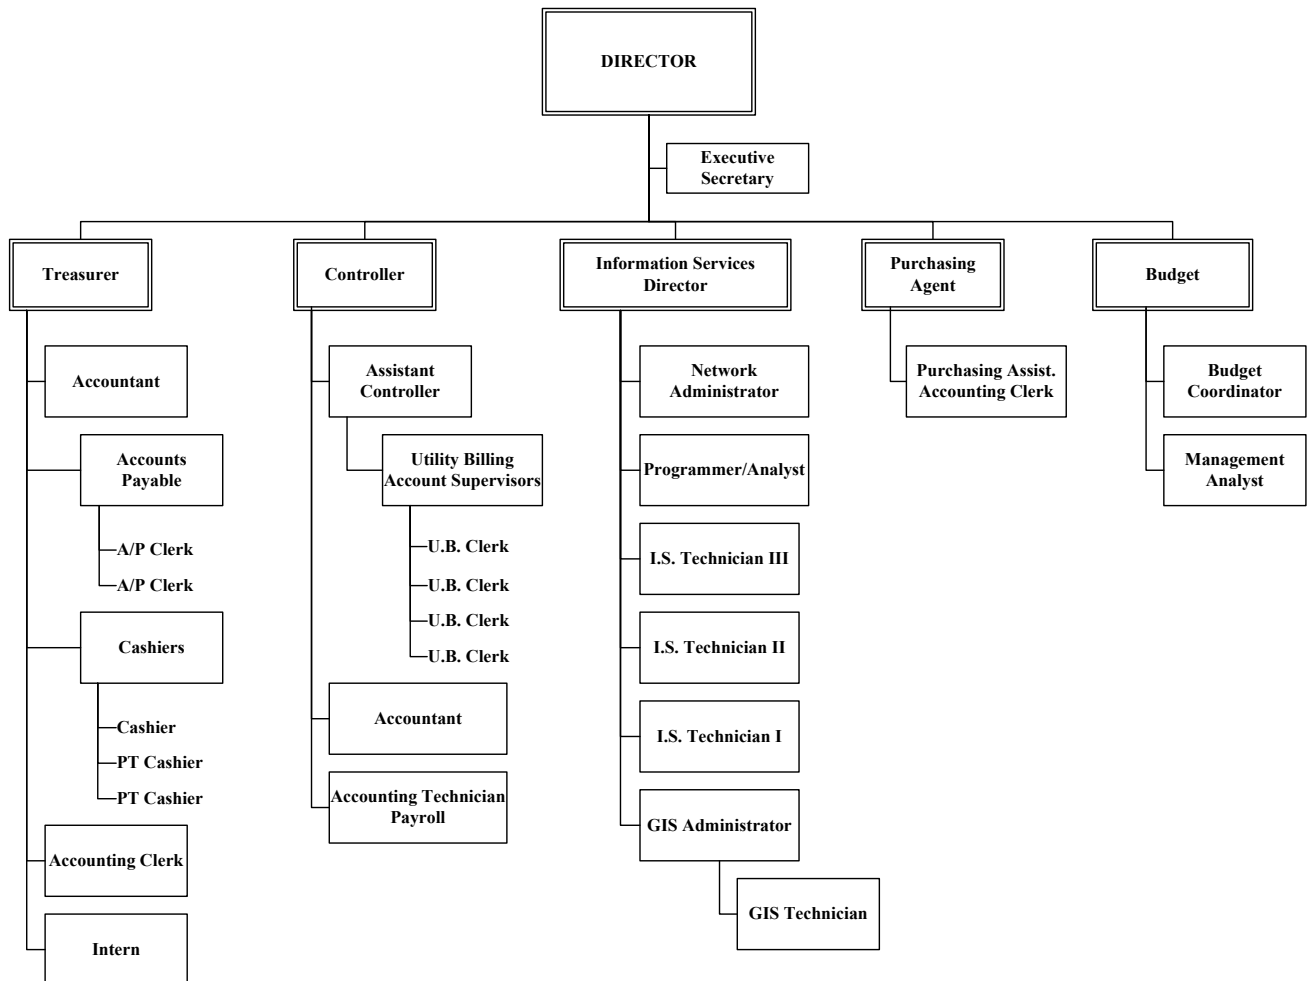 DIRECTOR
Executive
Secretary
Treasurer
Controller
Information Services
Director
Purchasing
Agent
Budget
Accountant
Accounts
Payable
A/P Clerk
A/P Clerk
Cashiers
Cashier
PT Cashier
PT Cashier
Accounting Clerk
Intern
Assistant
Controller
Utility Billing
Account Supervisors
U.B. Clerk
U.B. Clerk
U.B. Clerk
U.B. Clerk
Accountant
Accounting Technician
Payroll
Network
Administrator
Programmer/Analyst
I.S. Technician III
I.S. Technician II
I.S. Technician I
GIS Administrator
GIS Technician
Purchasing Assist.
Accounting Clerk
Budget
Coordinator
Management
Analyst